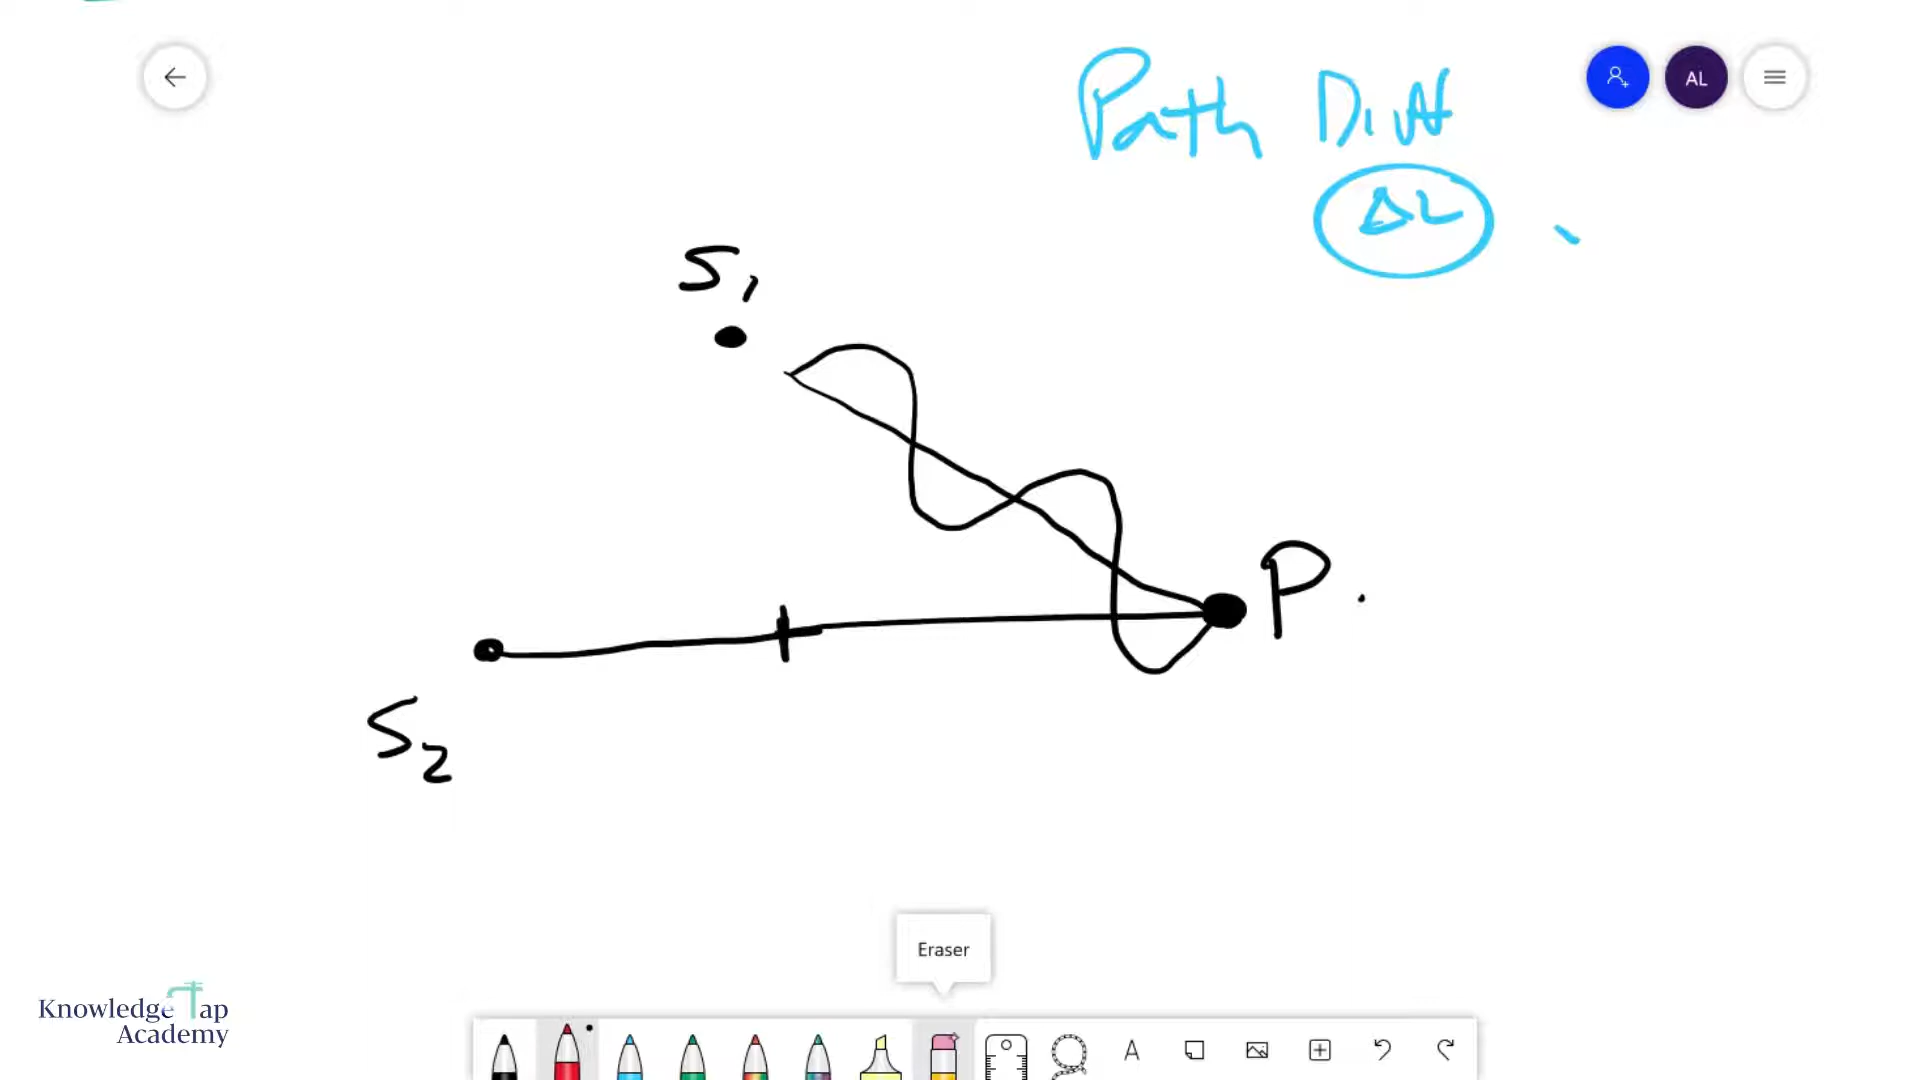 Path Diff
AL
ΔL
S1
P.
S2
Eraser
Knowledge Tap
Academy
A